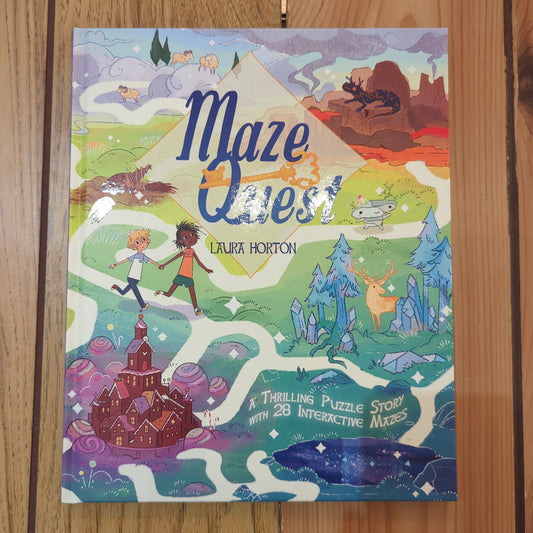 Maze
Quest
LAURA HORTON
A THRILLING PUZZLE STORY
WITH 28 INTERACTIVE MAZES